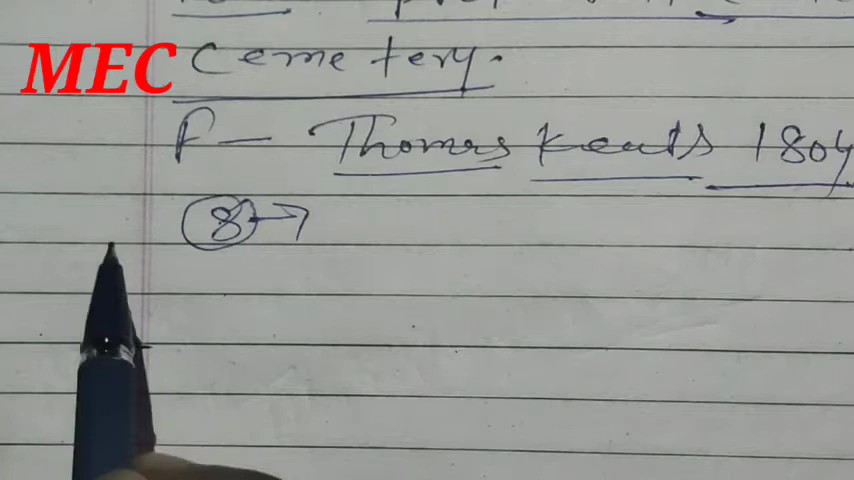 MEC Cemetery.
F - Thomas Keats 1804
8 →